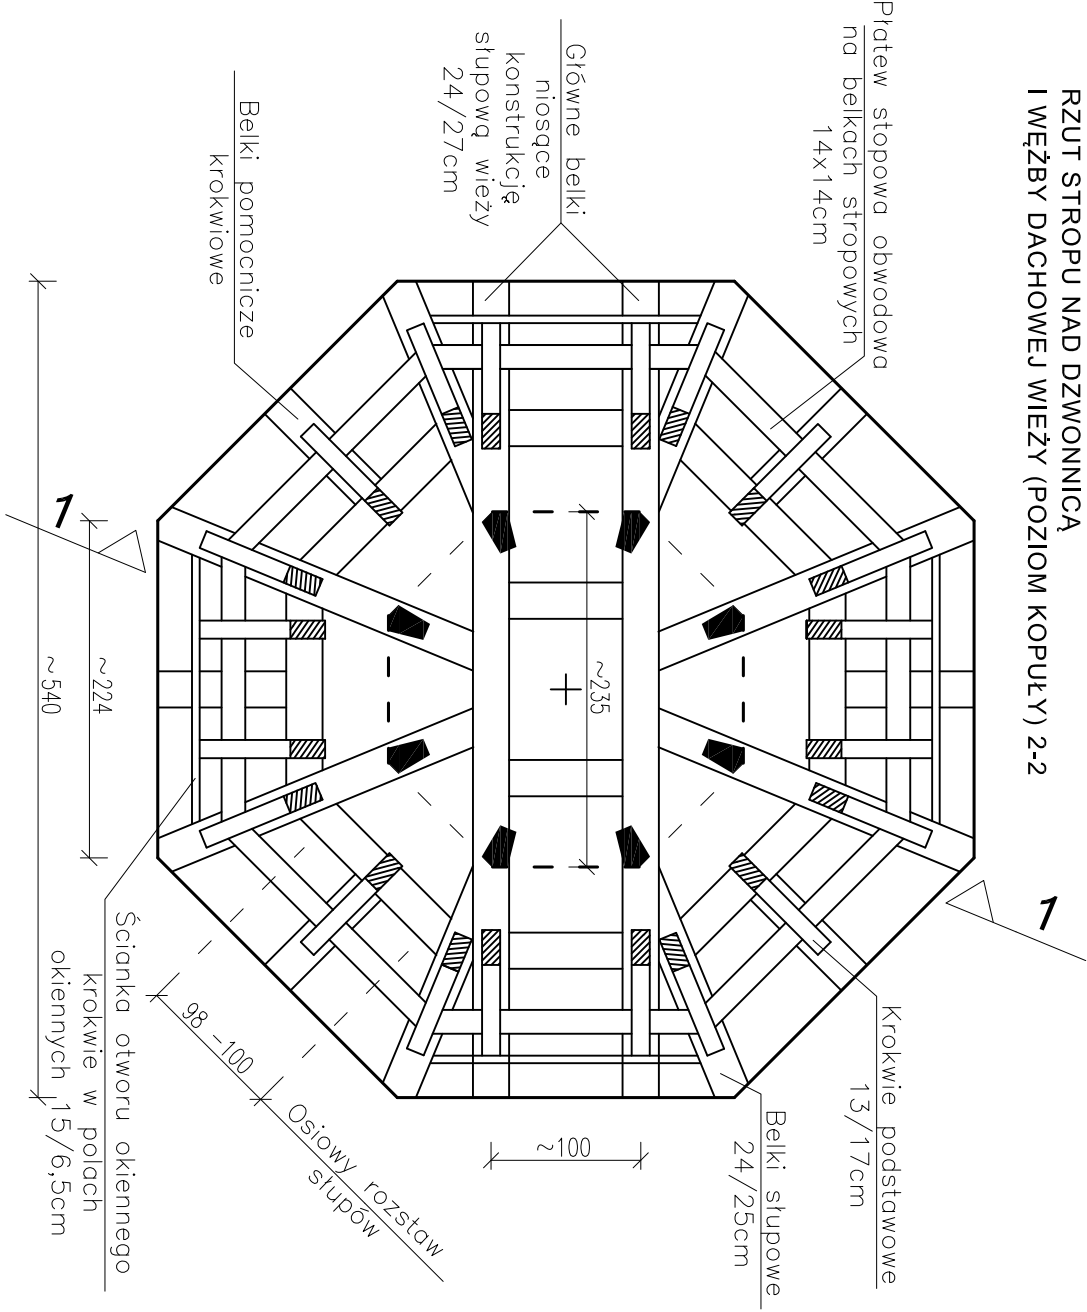 RZUT STROPU NAD DZWONNICĄ
I WĘŻBY DACHOWEJ WIEŻY (POZIOM KOPUŁY) 2-2
Płatew stopowa obwodowa
na belkach stropowych
14x14cm
Główne belki
niosące
konstrukcję
słupową wieży
24/27cm
Belki pomocnicze
krokwiowe
1
1
~235
~224
~540
~100
98 -100
Osiowy rozstaw
słupów
Krokwie podstawowe
13/17cm
Belki słupowe
24/25cm
Ścianka otworu okiennego
krokwie w polach
okiennych 15/6,5cm